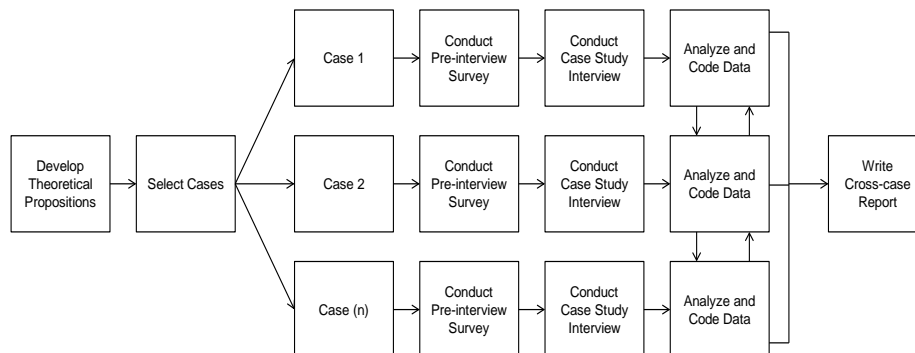 Develop
Theoretical
Propositions
Select Cases
Case 1
Conduct
Pre-interview
Survey
Conduct
Case Study
Interview
Analyze and
Code Data
Case 2
Conduct
Pre-interview
Survey
Conduct
Case Study
Interview
Analyze and
Code Data
Case (n)
Conduct
Pre-interview
Survey
Conduct
Case Study
Interview
Analyze and
Code Data
Write
Cross-case
Report